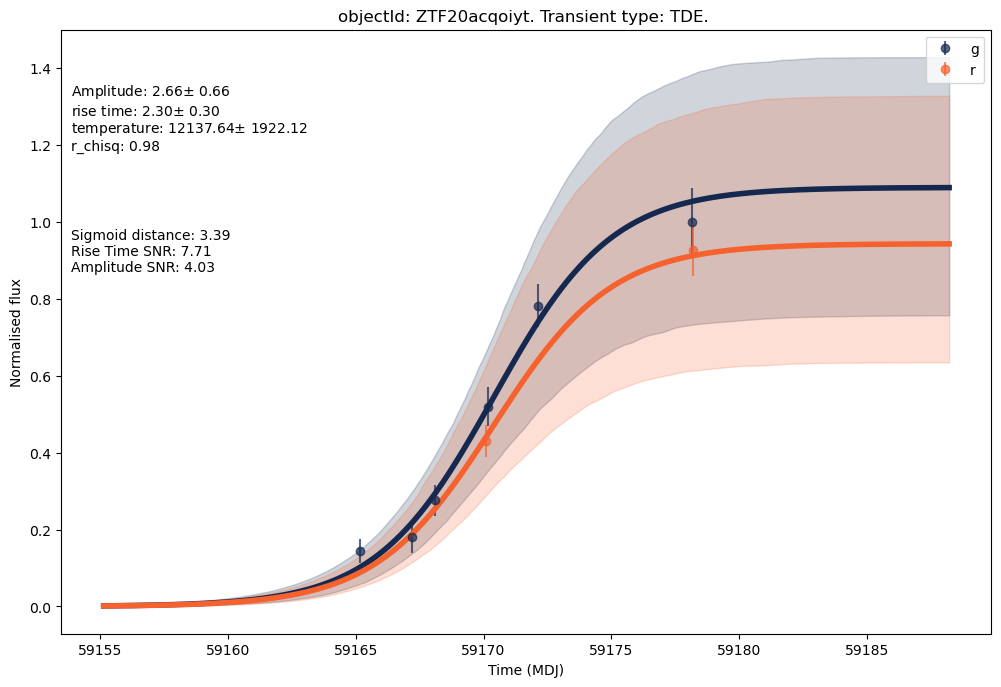 objectId: ZTF20acqoiyt. Transient type: TDE.
g
r
Amplitude: 2.66± 0.66
rise time: 2.30± 0.30
temperature: 12137.64± 1922.12
r_chisq: 0.98
Sigmoid distance: 3.39
Rise Time SNR: 7.71
Amplitude SNR: 4.03
Normalised flux
1.4
1.2
1.0
0.8
0.6
0.4
0.2
0.0
59155 59160 59165 59170 59175 59180 59185
Time (MDJ)